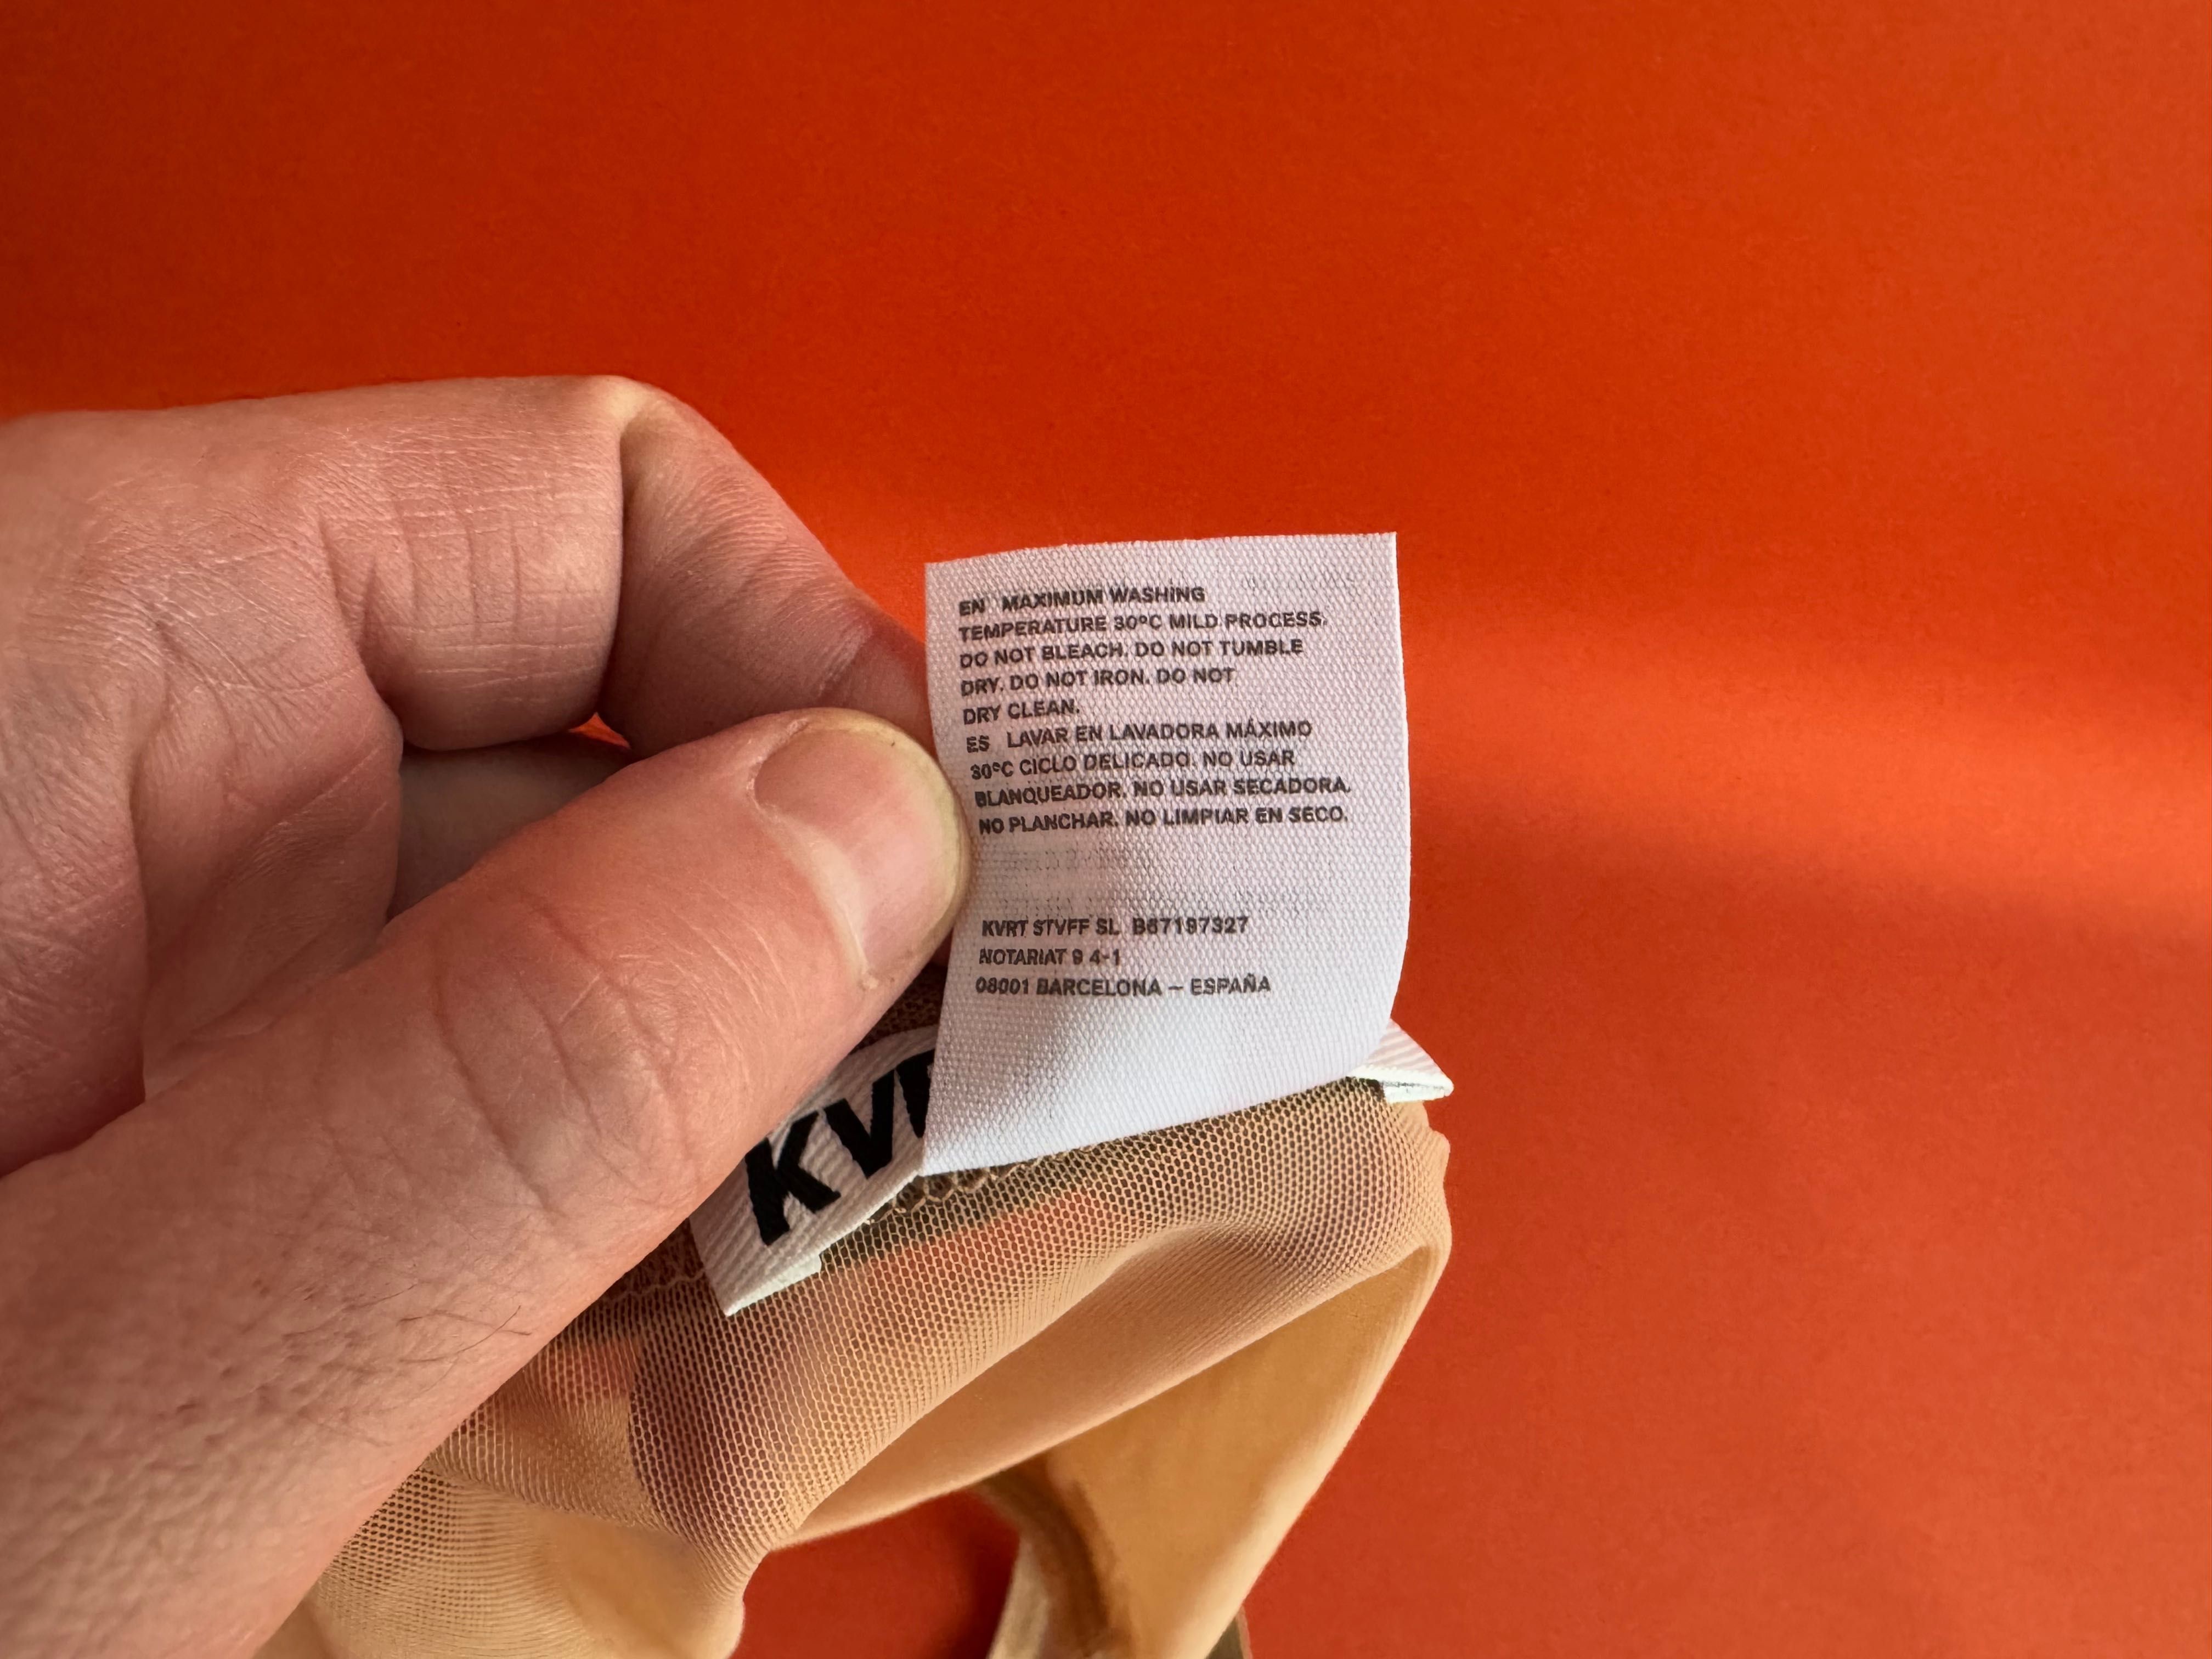 EN MAXIMUM WASHING
TEMPERATURE 30ºC MILD PROCESS.
DO NOT BLEACH. DO NOT TUMBLE
DRY. DO NOT IRON. DO NOT
DRY CLEAN.
ES LAVAR EN LAVADORA MÁXIMO
30ºC CICLO DELICADO. NO USAR
BLANQUEADOR. NO USAR SECADORA.
NO PLANCHAR. NO LIMPIAR EN SECO.
KVRT STVFF SL B67197327
NOTARIAT 9 4-1
08001 BARCELONA – ESPAÑA